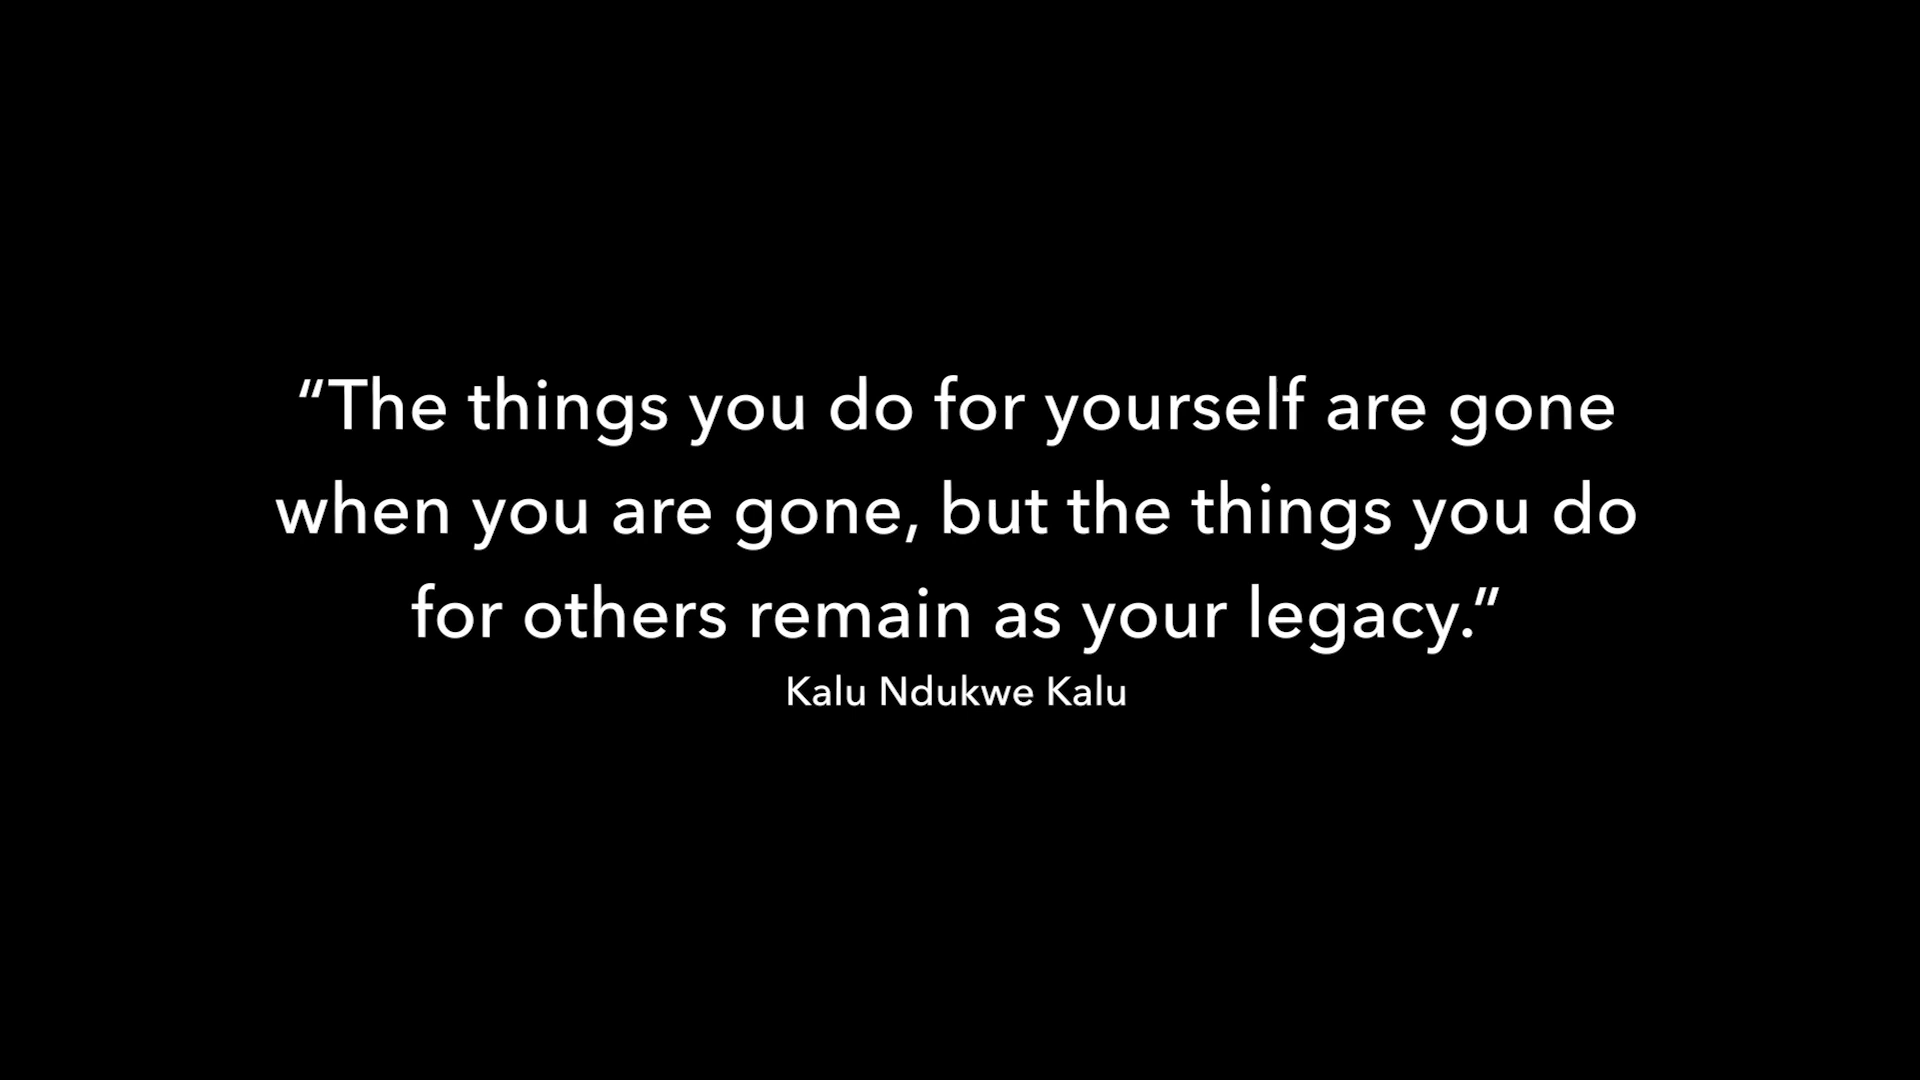 “The things you do for yourself are gone
when you are gone, but the things you do
for others remain as your legacy.”
Kalu Ndukwe Kalu